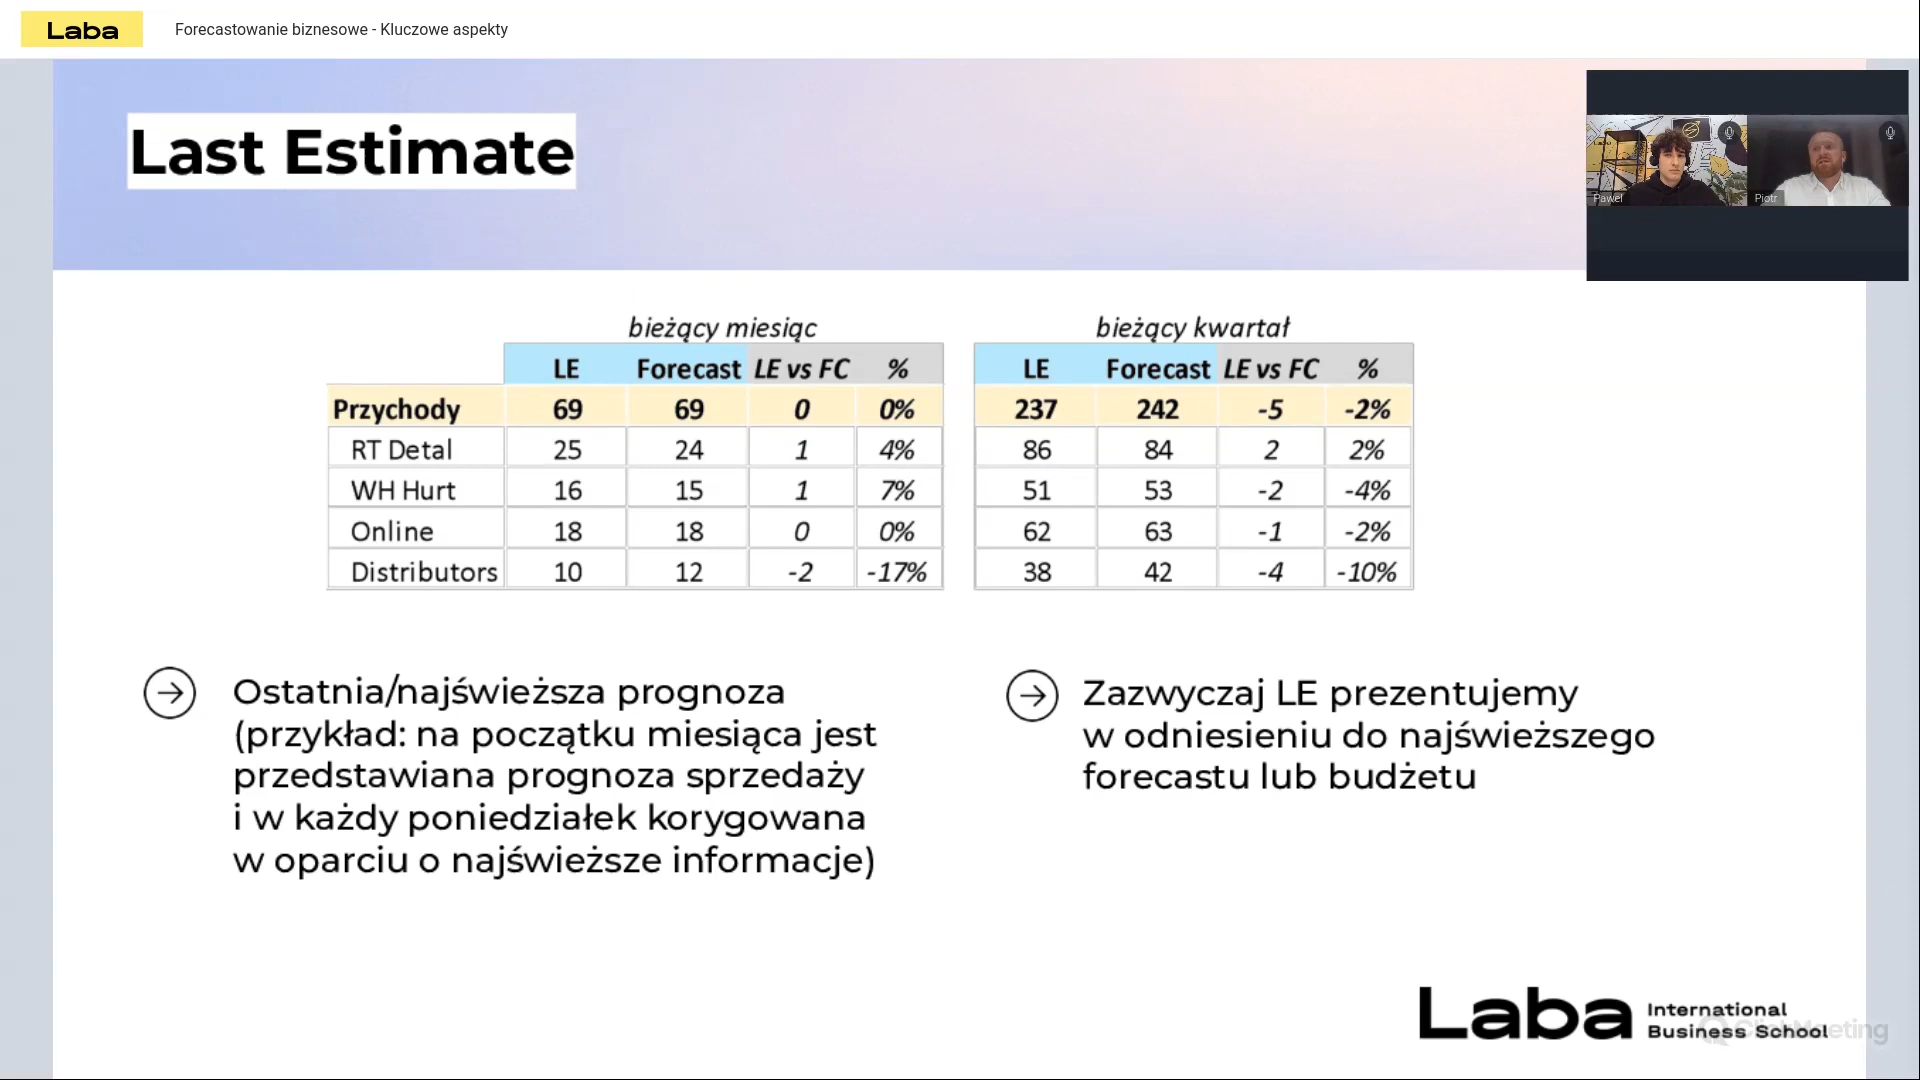 Laba
Forecastowanie biznesowe - Kluczowe aspekty
Last Estimate
Paweł
Piotr
bieżący miesiąc
bieżący kwartał
LE Forecast LE vs FC %
LE Forecast LE vs FC %
Przychody 69 69 0 0% 237 242 -5 -2%
RT Detal 25 24 1 4% 86 84 2 2%
WH Hurt 16 15 1 7% 51 53 -2 -4%
Online 18 18 0 0% 62 63 -1 -2%
Distributors 10 12 -2 -17% 38 42 -4 -10%
Ostatnia/najświeższa prognoza
(przykład: na początku miesiąca jest
przedstawiana prognoza sprzedaży
i w każdy poniedziałek korygowana
w oparciu o najświeższe informacje)
Zazwyczaj LE prezentujemy
w odniesieniu do najświeższego
forecastu lub budżetu
Laba
International
Business School
ClickMeeting